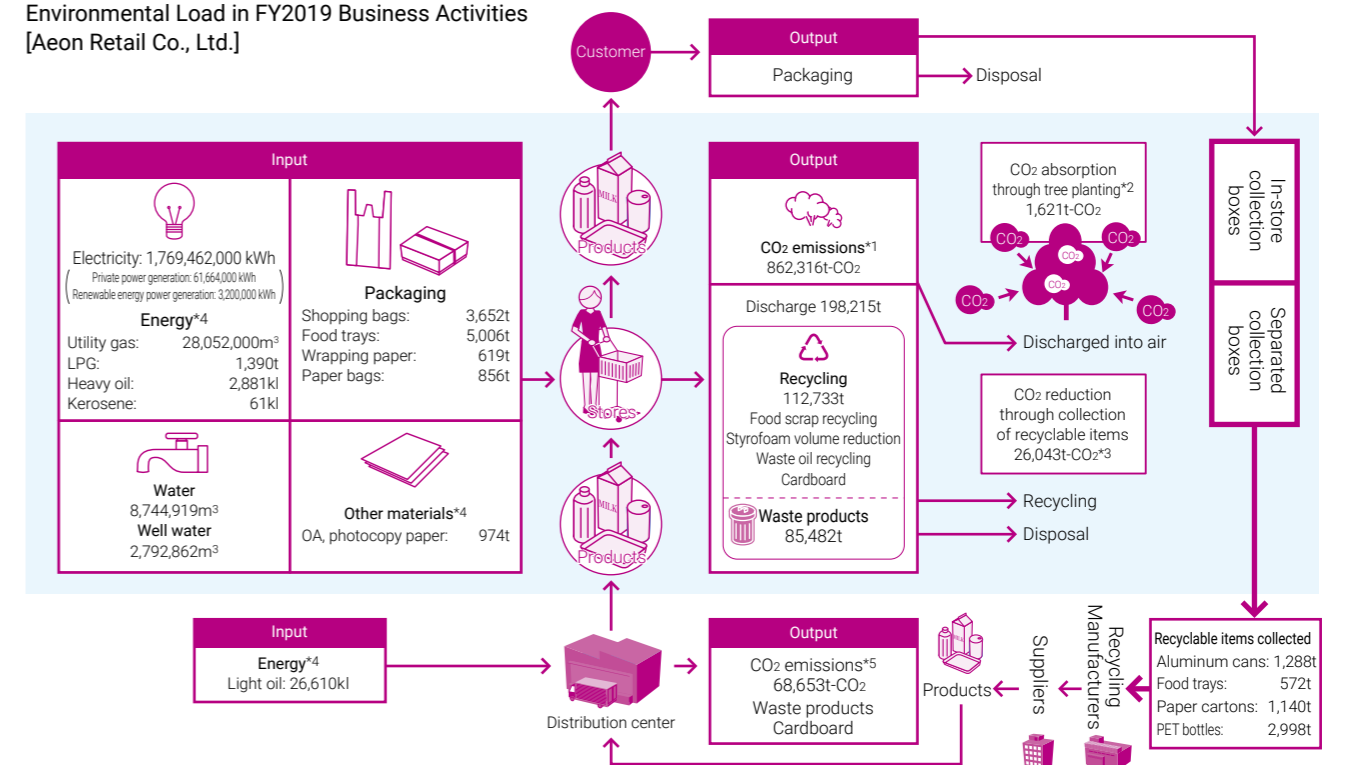 Environmental Load in FY2019 Business Activities
[Aeon Retail Co., Ltd.]
Customer
Output
Packaging
Disposal
Input
Electricity: 1,769,462,000 kWh
(Private power generation: 61,664,000 kWh
Renewable energy power generation: 3,200,000 kWh)
Energy*4
Utility gas: 28,052,000m³
LPG: 1,390t
Heavy oil: 2,881kl
Kerosene: 61kl
Packaging
Shopping bags: 3,652t
Food trays: 5,006t
Wrapping paper: 619t
Paper bags: 856t
Water
8,744,919m³
Well water
2,792,862m³
Other materials*4
OA, photocopy paper: 974t
MILK
Products
Stores
MILK
Products
Output
CO2 emissions*1
862,316t-CO2
Discharge 198,215t
Recycling
112,733t
Food scrap recycling
Styrofoam volume reduction
Waste oil recycling
Cardboard
Waste products
85,482t
CO2 absorption
through tree planting*2
1,621t-CO2
CO2
CO2
CO2
CO2
CO2
CO2
Discharged into air
CO2 reduction
through collection
of recyclable items
26,043t-CO2*3
Recycling
Disposal
In-store
collection
boxes
Separated
collection
boxes
Input
Energy*4
Light oil: 26,610kl
Distribution center
Output
CO2 emissions*5
68,653t-CO2
Waste products
Cardboard
MILK
Products
Suppliers
Recycling
Manufacturers
Recyclable items collected
Aluminum cans: 1,288t
Food trays: 572t
Paper cartons: 1,140t
PET bottles: 2,998t